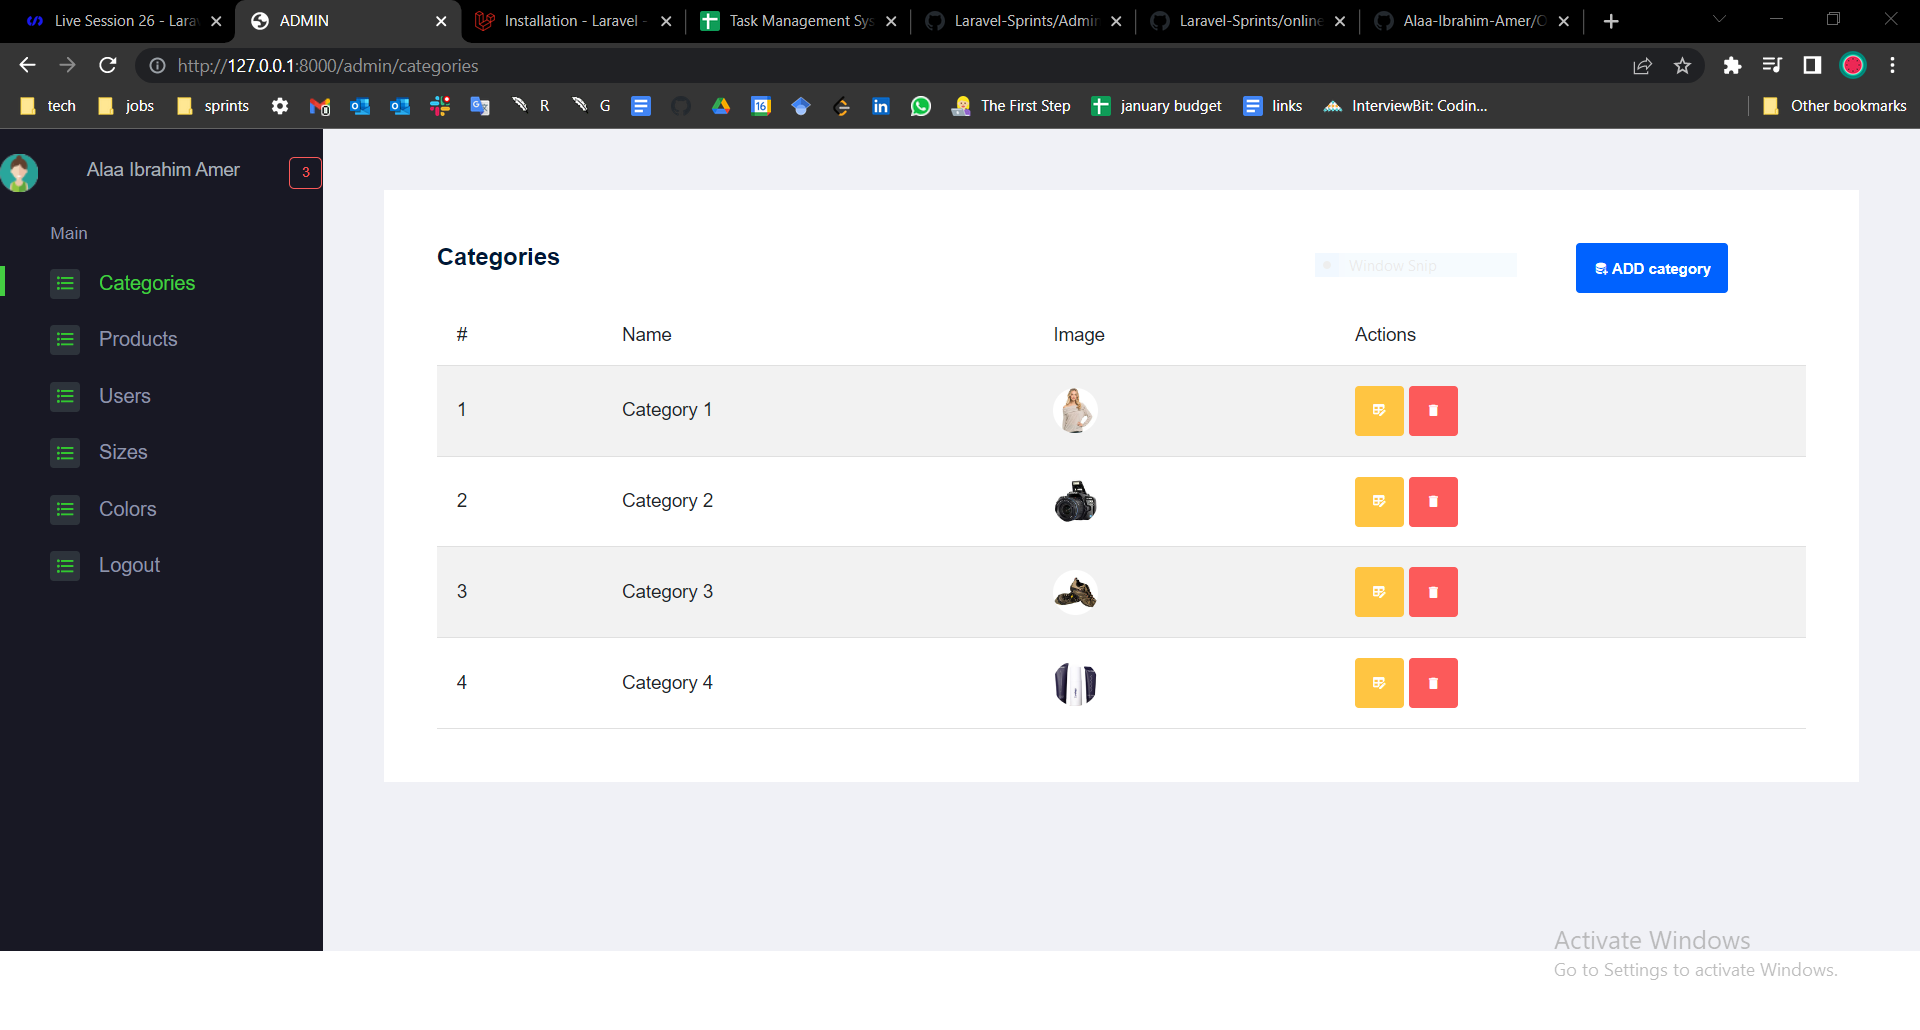 Live Session 26 - Lara
ADMIN
Installation - Laravel -
Task Management Sys
Laravel-Sprints/Admin
Laravel-Sprints/online
Alaa-Ibrahim-Amer/O
http://127.0.0.1:8000/admin/categories
tech
jobs
sprints
R
G
16
in
The First Step
january budget
links
InterviewBit: Codin...
Other bookmarks
Alaa Ibrahim Amer
3
Main
Categories
Products
Users
Sizes
Colors
Logout
Categories
Window Snip
ADD category
# Name Image Actions
1 Category 1
2 Category 2
3 Category 3
4 Category 4
Activate Windows
Go to Settings to activate Windows.